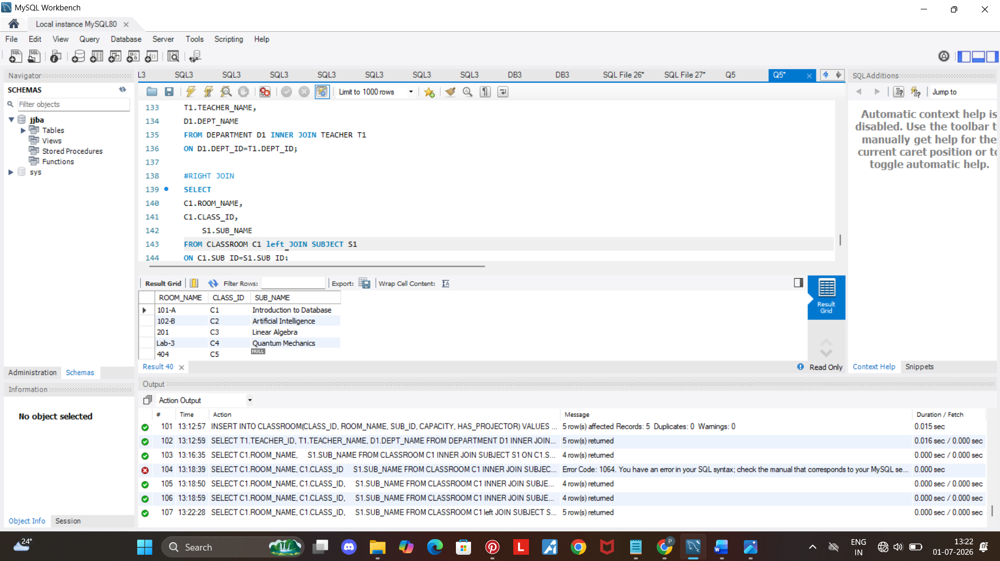 MySQL Workbench
Local instance MySQL80
File Edit View Query Database Server Tools Scripting Help
Navigator
L3 SQL3 SQL3 SQL3 SQL3 SQL3 SQL3 SQL3 DB3 DB3 SQL File 26* SQL File 27* Q5 Q5*
SQLAdditions
SCHEMAS
Limit to 1000 rows
Jump to
Filter objects
jjba
Tables
Views
Stored Procedures
Functions
sys
133 T1.TEACHER_NAME,
134 D1.DEPT_NAME
135 FROM DEPARTMENT D1 INNER JOIN TEACHER T1
136 ON D1.DEPT_ID=T1.DEPT_ID;
137
138 #RIGHT JOIN
139 SELECT
140 C1.ROOM_NAME,
141 C1.CLASS_ID,
142 S1.SUB_NAME
143 FROM CLASSROOM C1 left JOIN SUBJECT S1
144 ON C1.SUB_ID=S1.SUB_ID;
Automatic context help is
disabled. Use the toolbar t
manually get help for the
current caret position or to
toggle automatic help.
Result Grid Filter Rows: Export: Wrap Cell Content:
ROOM_NAME CLASS_ID SUB_NAME
101-A C1 Introduction to Database
102-B C2 Artificial Intelligence
201 C3 Linear Algebra
Lab-3 C4 Quantum Mechanics
404 C5 NULL
Result
Grid
Result 40
Read Only
Context Help Snippets
Administration Schemas
Information
No object selected
Object Info Session
Output
Action Output
# Time Action Message Duration / Fetch
101 13:12:57 INSERT INTO CLASSROOM(CLASS_ID, ROOM_NAME, SUB_ID, CAPACITY, HAS_PROJECTOR) VALUES ... 5 row(s) affected Records: 5 Duplicates: 0 Warnings: 0 0.015 sec
102 13:12:59 SELECT T1.TEACHER_ID, T1.TEACHER_NAME, D1.DEPT_NAME FROM DEPARTMENT D1 INNER JOIN... 5 row(s) returned 0.016 sec / 0.000 sec
103 13:16:35 SELECT C1.ROOM_NAME, S1.SUB_NAME FROM CLASSROOM C1 INNER JOIN SUBJECT S1 ON C1.S... 4 row(s) returned 0.000 sec / 0.000 sec
104 13:18:39 SELECT C1.ROOM_NAME, C1.CLASS_ID S1.SUB_NAME FROM CLASSROOM C1 INNER JOIN SUBJEC... Error Code: 1064. You have an error in your SQL syntax; check the manual that corresponds to your MySQL se... 0.000 sec
105 13:18:50 SELECT C1.ROOM_NAME, C1.CLASS_ID, S1.SUB_NAME FROM CLASSROOM C1 INNER JOIN SUBJE... 4 row(s) returned 0.000 sec / 0.000 sec
106 13:18:59 SELECT C1.ROOM_NAME, C1.CLASS_ID, S1.SUB_NAME FROM CLASSROOM C1 INNER JOIN SUBJE... 4 row(s) returned 0.000 sec / 0.000 sec
107 13:22:28 SELECT C1.ROOM_NAME, C1.CLASS_ID, S1.SUB_NAME FROM CLASSROOM C1 left JOIN SUBJECT S... 5 row(s) returned 0.000 sec / 0.000 sec
24°
Search
ENG
IN
13:22
01-07-2026